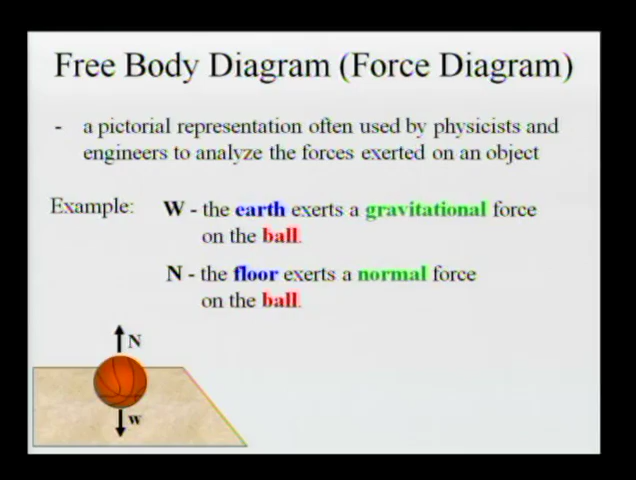 Free Body Diagram (Force Diagram)
- a pictorial representation often used by physicists and
engineers to analyze the forces exerted on an object
Example: W - the earth exerts a gravitational force
on the ball.
N - the floor exerts a normal force
on the ball.
N
W